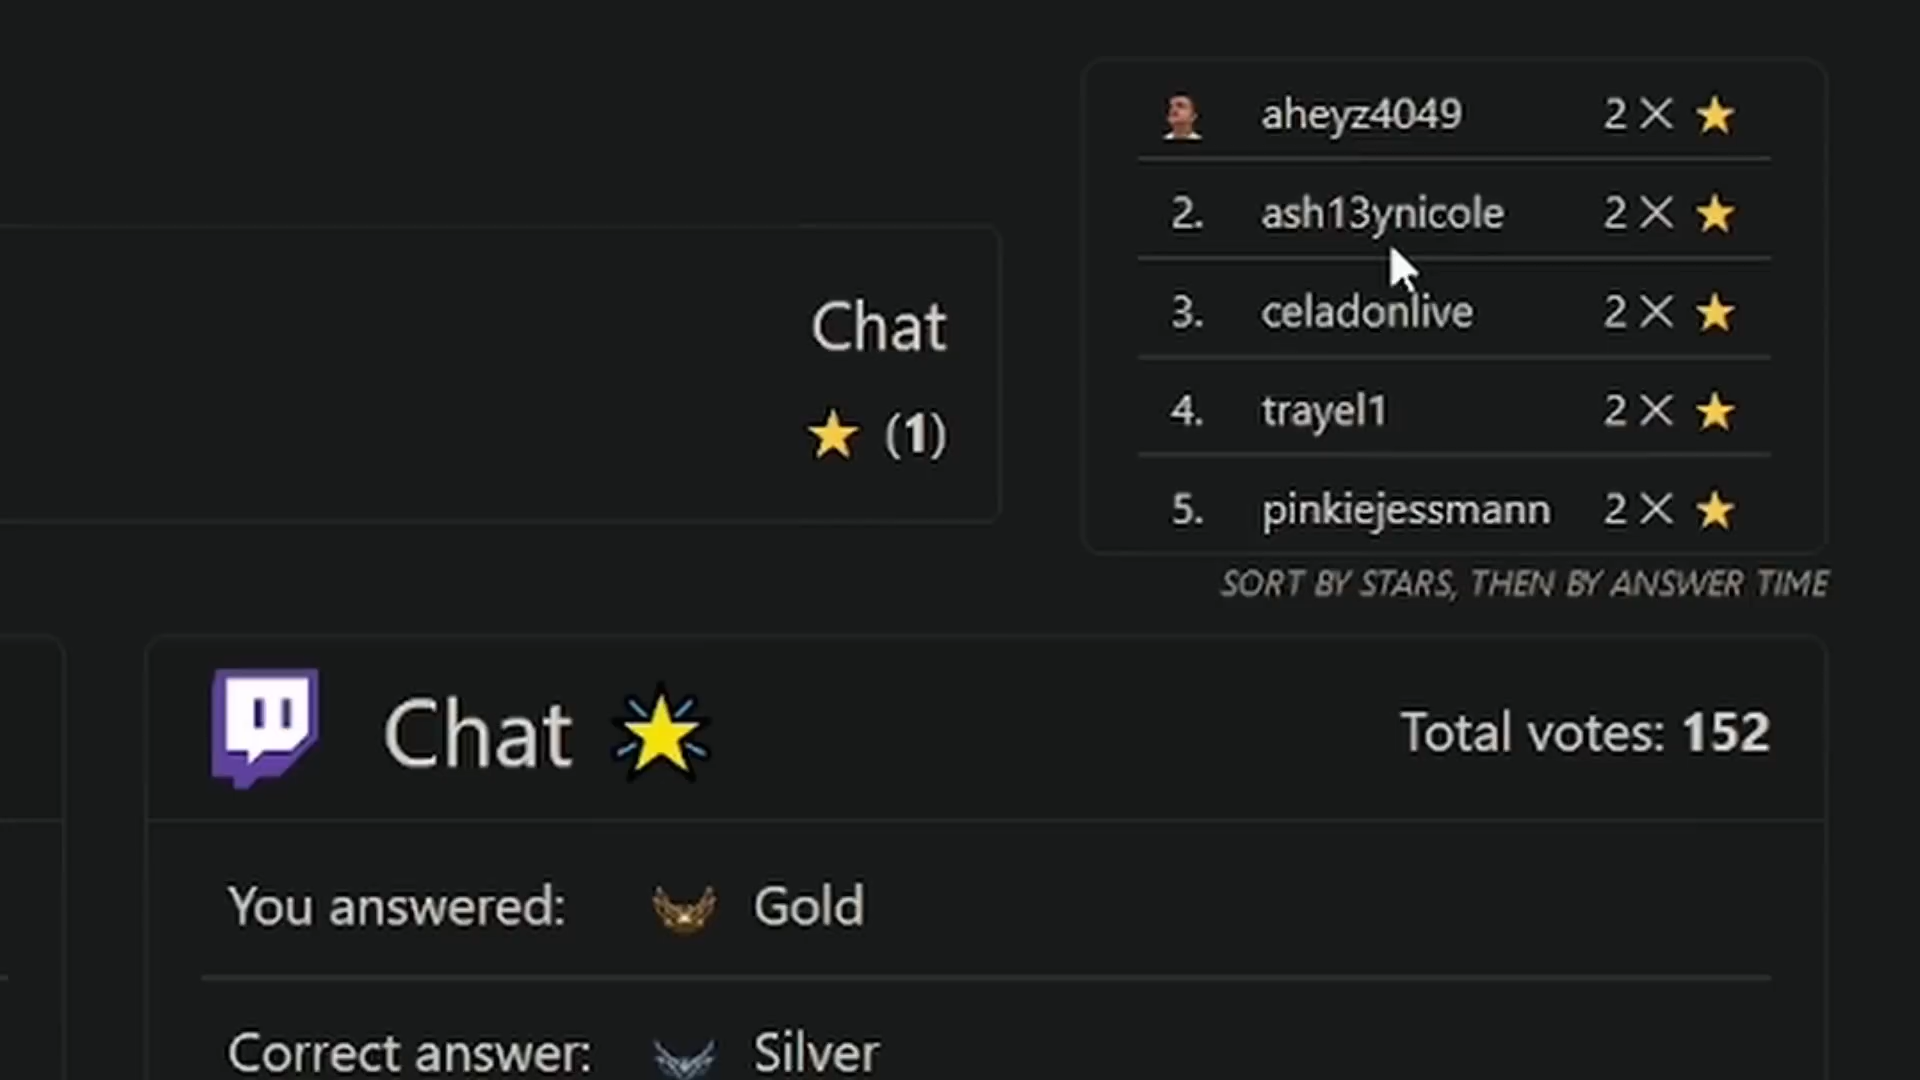 aheyz4049 2 ×
2. ash13ynicole 2 ×
3. celadonlive 2 ×
4. trayel1 2 ×
5. pinkiejessmann 2 ×
SORT BY STARS, THEN BY ANSWER TIME
Chat
(1)
Chat
Total votes: 152
You answered: Gold
Correct answer: Silver